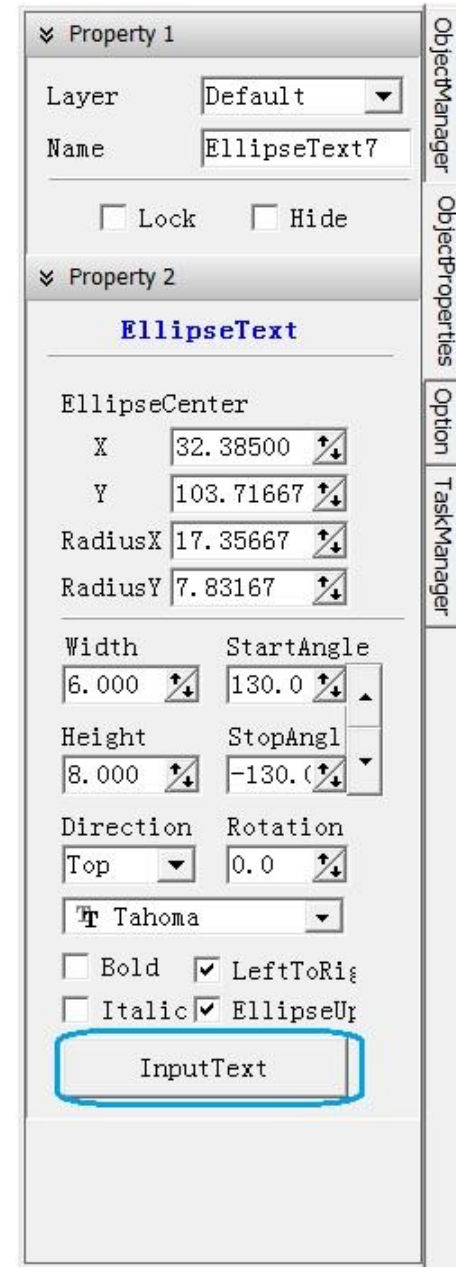 Property 1
Layer Default
Name EllipseText7
Lock Hide
Property 2
EllipseText
EllipseCenter
X 32.38500
Y 103.71667
RadiusX 17.35667
RadiusY 7.83167
Width StartAngle
6.000 130.0
Height StopAngl
8.000 -130.(
Direction Rotation
Top 0.0
Tahoma
Bold LeftToRig
Italic EllipseUp
InputText
ObjectManager
ObjectProperties
Option
TaskManager